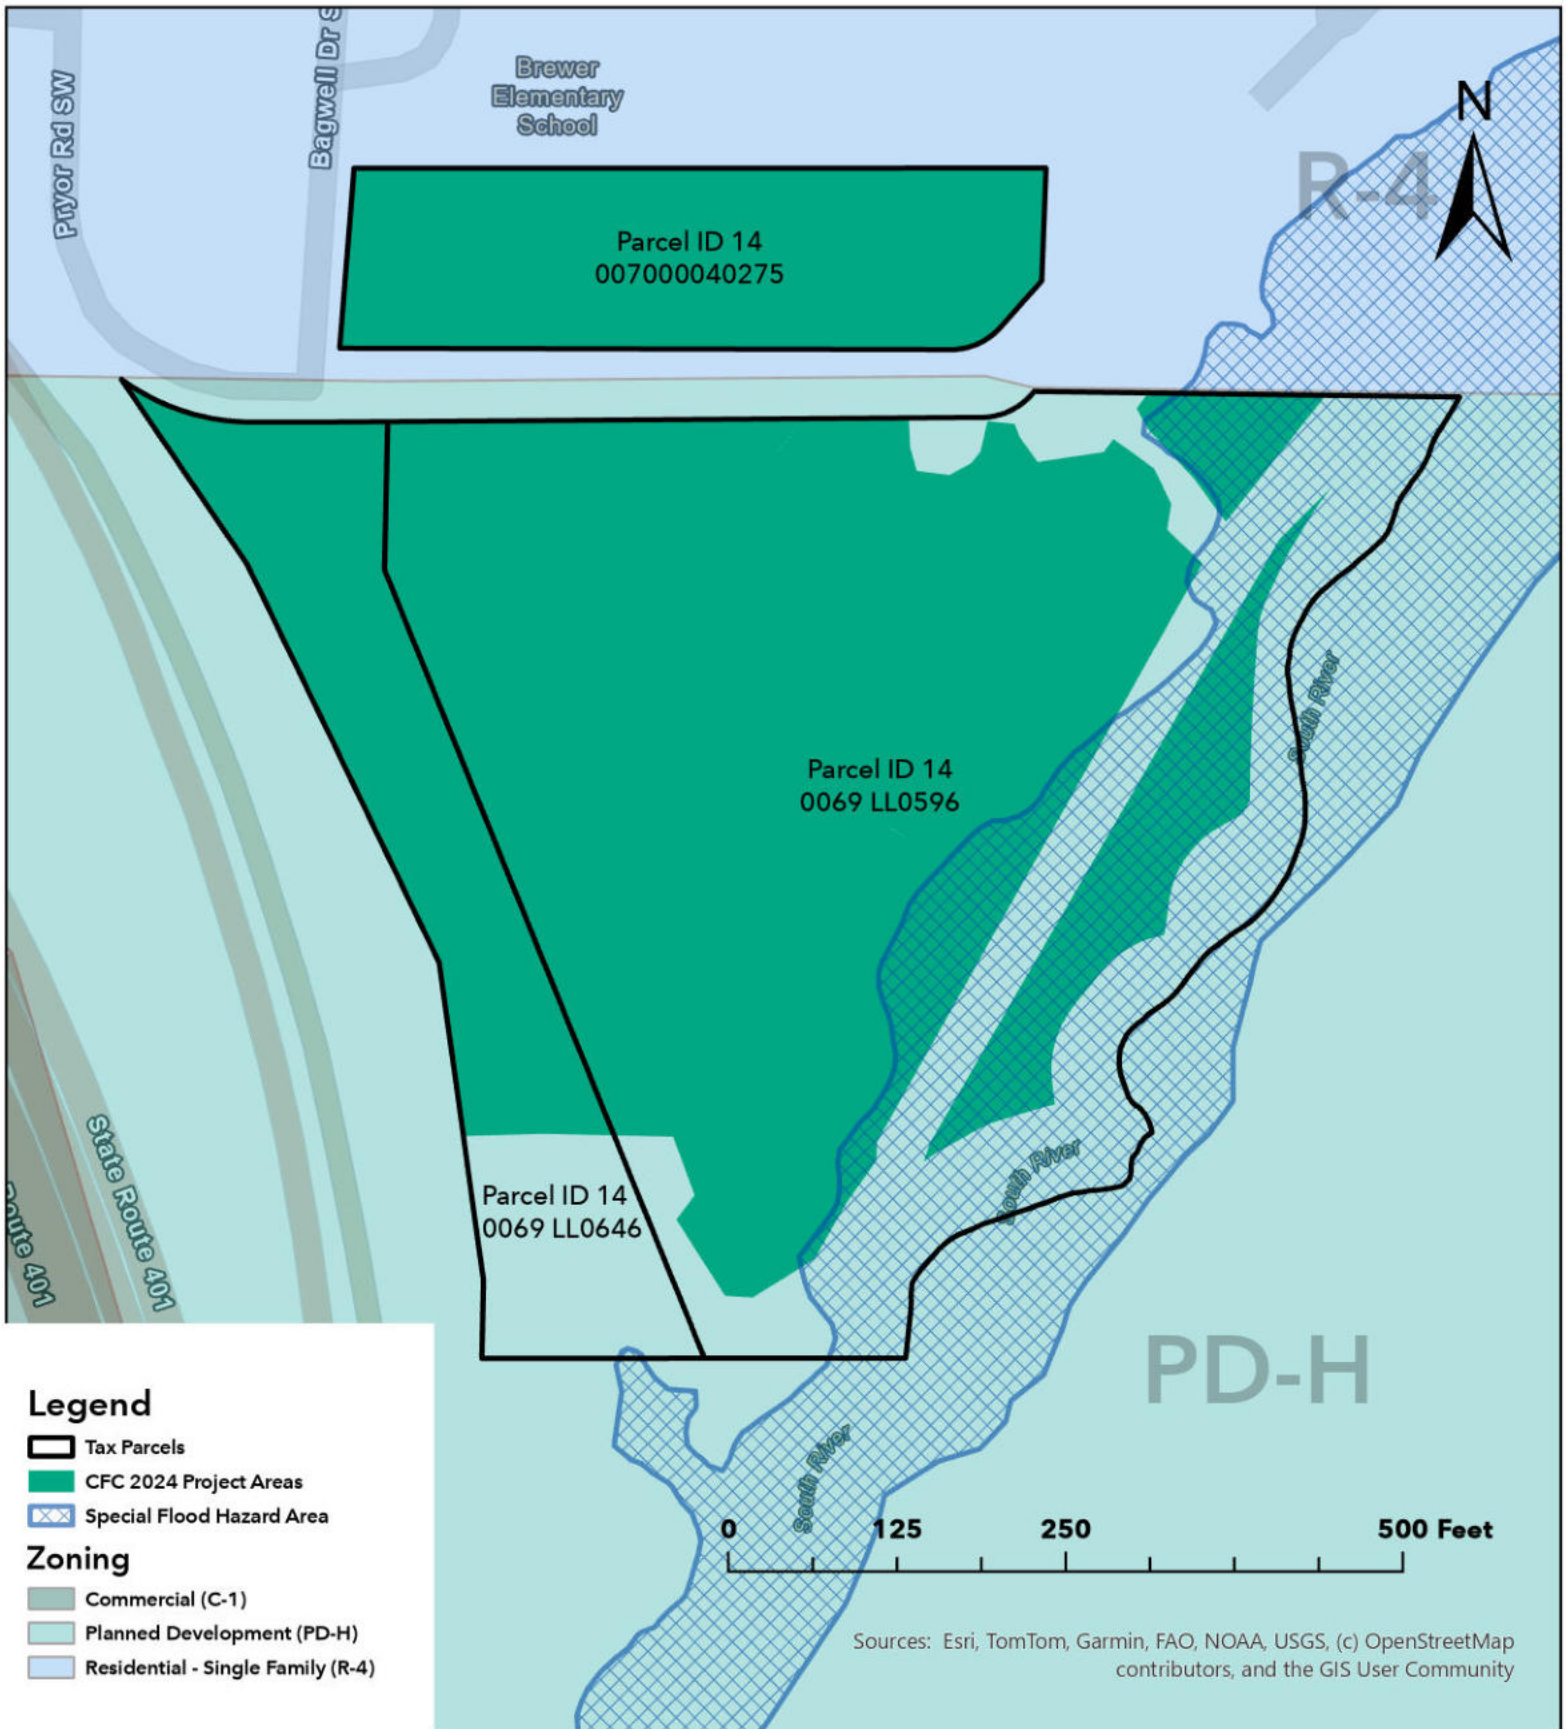 Pryor Rd SW
Bagwell Dr S
Brewer
Elementary
School
N
R-4
Parcel ID 14
007000040275
Parcel ID 14
0069 LL0596
South River
South River
Parcel ID 14
0069 LL0646
State Route 401
Route 401
PD-H
South River
Legend
Tax Parcels
CFC 2024 Project Areas
Special Flood Hazard Area
Zoning
Commercial (C-1)
Planned Development (PD-H)
Residential - Single Family (R-4)
0 125 250 500 Feet
Sources: Esri, TomTom, Garmin, FAO, NOAA, USGS, (c) OpenStreetMap
contributors, and the GIS User Community